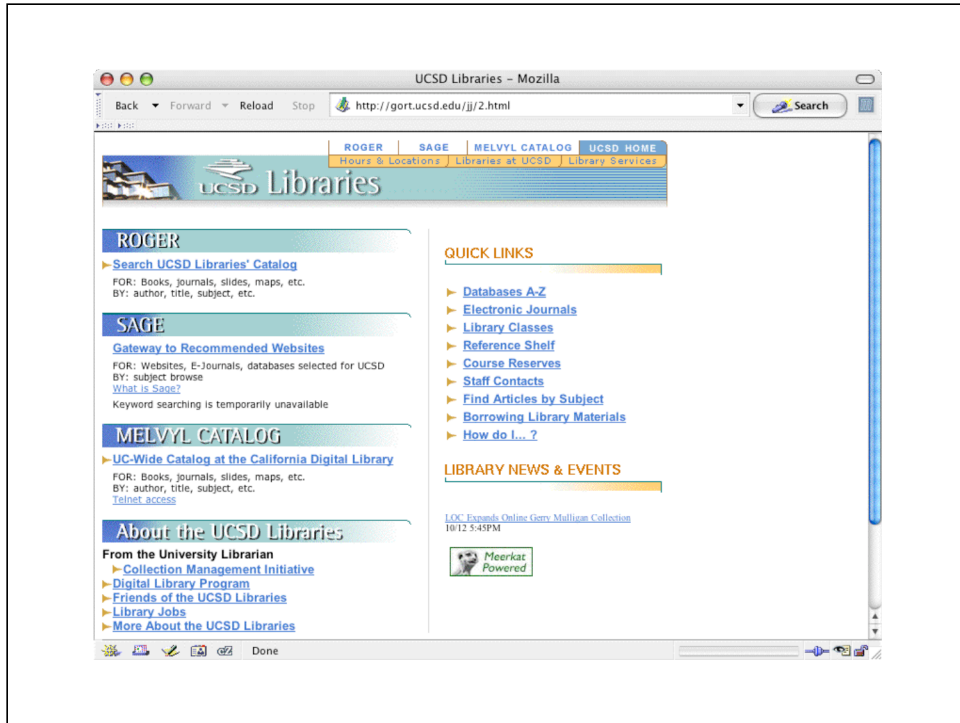 UCSD Libraries – Mozilla
Back Forward Reload Stop http://gort.ucsd.edu/jj/2.html Search
ROGER SAGE MELVYL CATALOG UCSD HOME
Hours & Locations Libraries at UCSD Library Services
UCSD Libraries
ROGER
Search UCSD Libraries' Catalog
FOR: Books, journals, slides, maps, etc.
BY: author, title, subject, etc.
SAGE
Gateway to Recommended Websites
FOR: Websites, E-Journals, databases selected for UCSD
BY: subject browse
What is Sage?
Keyword searching is temporarily unavailable
MELVYL CATALOG
UC-Wide Catalog at the California Digital Library
FOR: Books, journals, slides, maps, etc.
BY: author, title, subject, etc.
Telnet access
About the UCSD Libraries
From the University Librarian
Collection Management Initiative
Digital Library Program
Friends of the UCSD Libraries
Library Jobs
More About the UCSD Libraries
QUICK LINKS
Databases A-Z
Electronic Journals
Library Classes
Reference Shelf
Course Reserves
Staff Contacts
Find Articles by Subject
Borrowing Library Materials
How do I... ?
LIBRARY NEWS & EVENTS
LOC Expands Online Gerry Mulligan Collection
10/12 5:45PM
Meerkat
Powered
Done